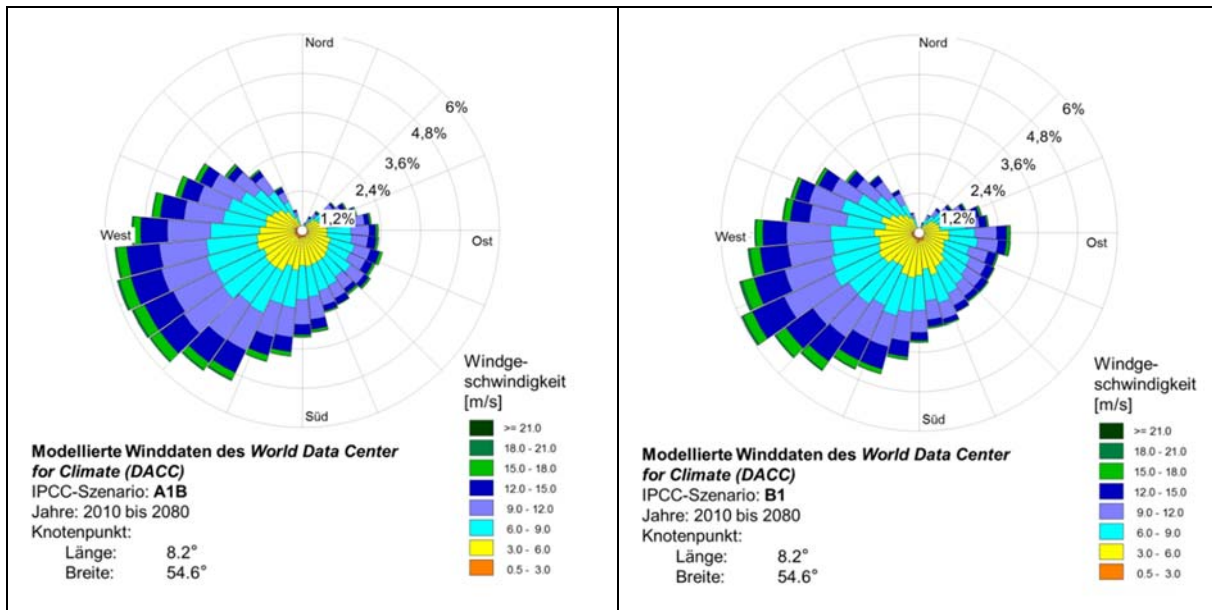 Nord
6%
4,8%
3,6%
2,4%
1,2%
West
Ost
Süd
Windge-
schwindigkeit
[m/s]
>= 21.0
18.0 - 21.0
15.0 - 18.0
12.0 - 15.0
9.0 - 12.0
6.0 - 9.0
3.0 - 6.0
0.5 - 3.0
Modellierte Winddaten des World Data Center
for Climate (DACC)
IPCC-Szenario: A1B
Jahre: 2010 bis 2080
Knotenpunkt:
Länge: 8.2°
Breite: 54.6°
Nord
6%
4,8%
3,6%
2,4%
1,2%
West
Ost
Süd
Windge-
schwindigkeit
[m/s]
>= 21.0
18.0 - 21.0
15.0 - 18.0
12.0 - 15.0
9.0 - 12.0
6.0 - 9.0
3.0 - 6.0
0.5 - 3.0
Modellierte Winddaten des World Data Center
for Climate (DACC)
IPCC-Szenario: B1
Jahre: 2010 bis 2080
Knotenpunkt:
Länge: 8.2°
Breite: 54.6°